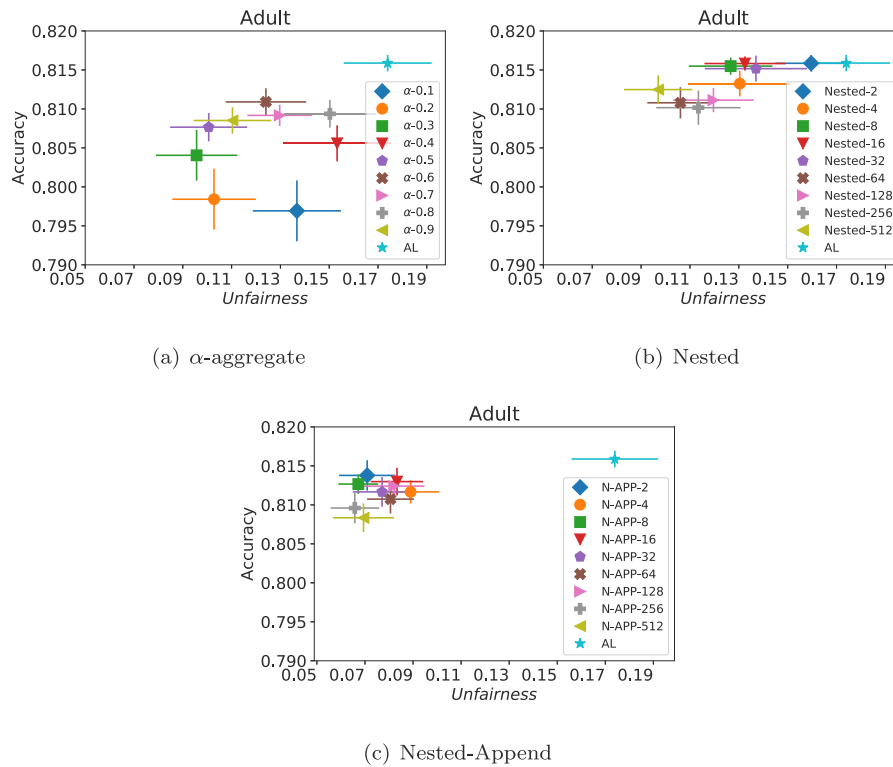 Adult
0.820
0.815
0.810
0.805
0.800
0.795
0.790
Accuracy
0.05 0.07 0.09 0.11 0.13 0.15 0.17 0.19
Unfairness
α-0.1
α-0.2
α-0.3
α-0.4
α-0.5
α-0.6
α-0.7
α-0.8
α-0.9
AL
(a) α-aggregate
Adult
0.820
0.815
0.810
0.805
0.800
0.795
0.790
Accuracy
0.05 0.07 0.09 0.11 0.13 0.15 0.17 0.19
Unfairness
Nested-2
Nested-4
Nested-8
Nested-16
Nested-32
Nested-64
Nested-128
Nested-256
Nested-512
AL
(b) Nested
Adult
0.820
0.815
0.810
0.805
0.800
0.795
0.790
Accuracy
0.05 0.07 0.09 0.11 0.13 0.15 0.17 0.19
Unfairness
N-APP-2
N-APP-4
N-APP-8
N-APP-16
N-APP-32
N-APP-64
N-APP-128
N-APP-256
N-APP-512
AL
(c) Nested-Append